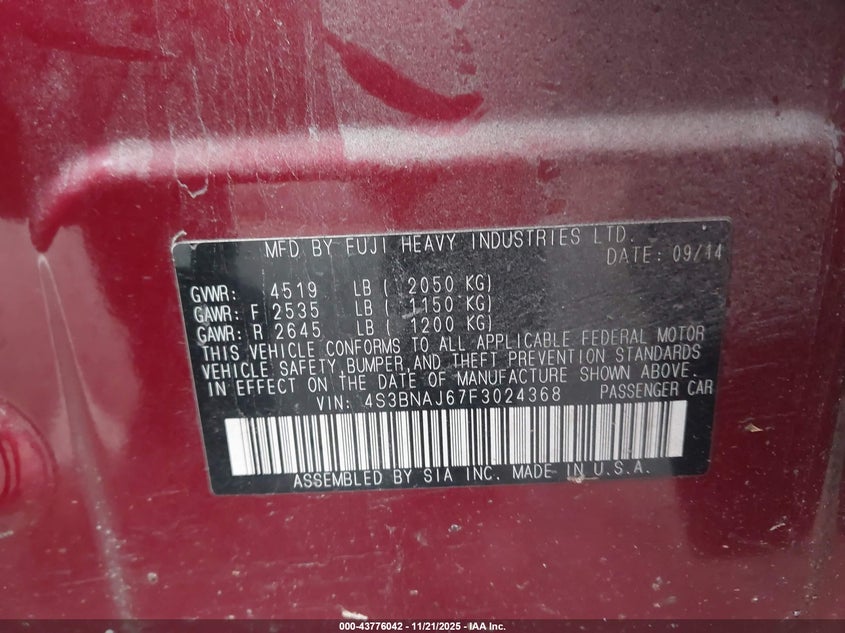 MFD BY FUJI HEAVY INDUSTRIES LTD.
DATE: 09/14
GVWR: 4519 LB ( 2050 KG)
GAWR: F 2535 LB ( 1150 KG)
GAWR: R 2645 LB ( 1200 KG)
THIS VEHICLE CONFORMS TO ALL APPLICABLE FEDERAL MOTOR
VEHICLE SAFETY,BUMPER,AND THEFT PREVENTION STANDARDS
IN EFFECT ON THE DATE OF MANUFACTURE SHOWN ABOVE.
VIN: 4S3BNAJ67F3024368 PASSENGER CAR
ASSEMBLED BY SIA INC. MADE IN U.S.A.
000-43776042 - 11/21/2025 - IAA Inc.